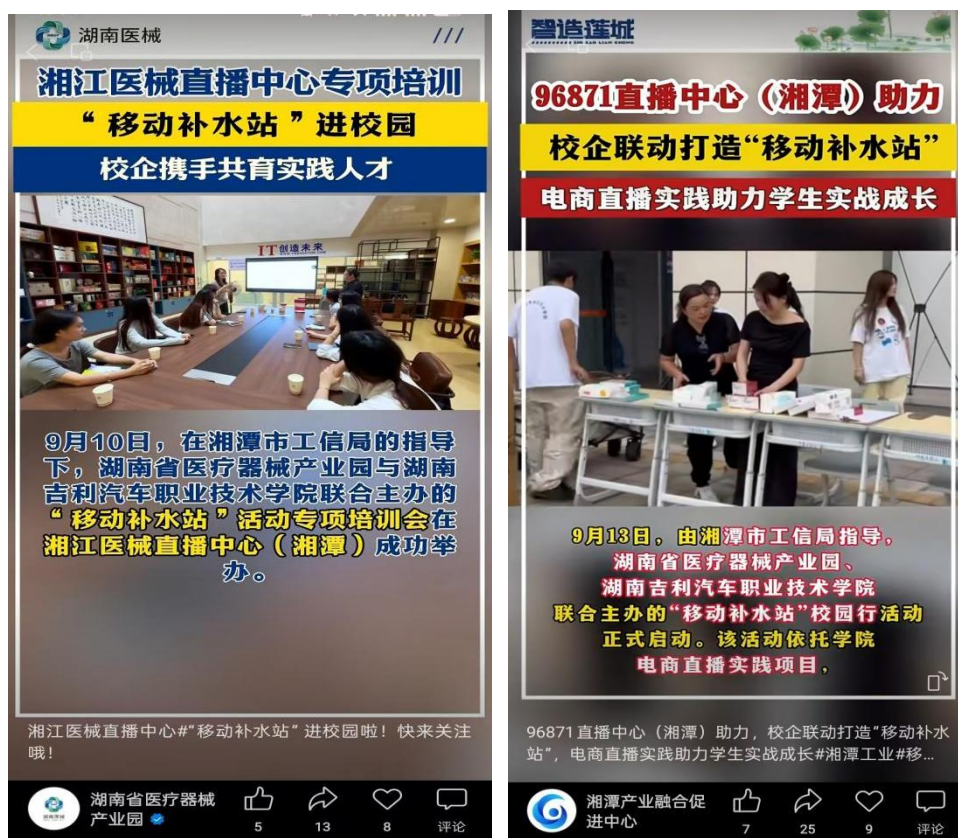 湖南医械
///
湘江医械直播中心专项培训
“移动补水站”进校园
校企携手共育实践人才
IT创造未来
9月10日，在湘潭市工信局的指导
下，湖南省医疗器械产业园与湖南
吉利汽车职业技术学院联合主办的
“移动补水站”活动专项培训会在
湘江医械直播中心（湘潭）成功举
办。
湘江医械直播中心#“移动补水站”进校园啦！快来关注
哦！
湖南省医疗器械
产业园
5
13
8
评论
智造莲城
96871直播中心（湘潭）助力
校企联动打造“移动补水站”
电商直播实践助力学生实战成长
9月13日，由湘潭市工信局指导，
湖南省医疗器械产业园、
湖南吉利汽车职业技术学院
联合主办的“移动补水站”校园行活动
正式启动。该活动依托学院
电商直播实践项目，
96871直播中心（湘潭）助力，校企联动打造“移动补水
站”，电商直播实践助力学生实战成长#湘潭工业#移...
湘潭产业融合促
进中心
7
25
9
评论